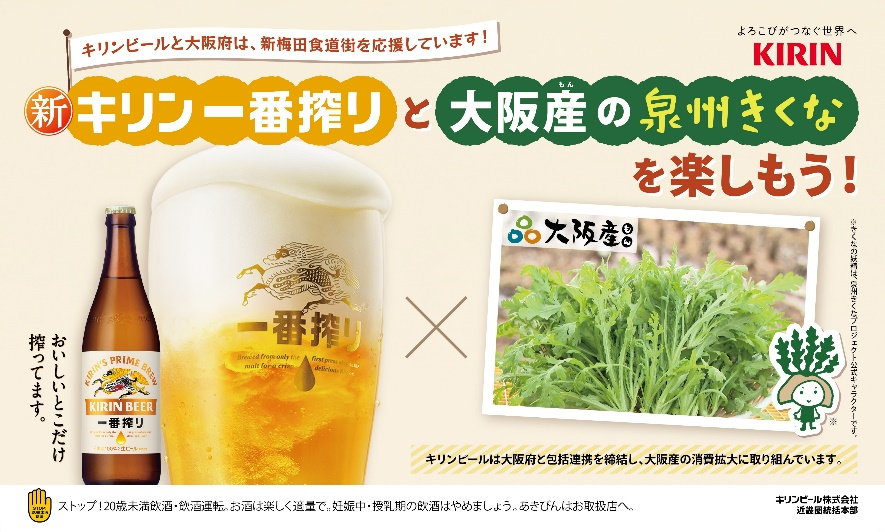 キリンビールと大阪府は、新梅田食道街を応援しています!
よろこびがつなぐ世界へ
KIRIN
新 キリン一番搾りと大阪産の泉州きくな
もん
を楽しもう!
大阪産もん
一番搾り
Brewed from only the first press
malt for a
KIRIN'S PRIME BREW
KIRIN BEER
一番搾り
おいしいとこだけ
搾ってます。
※きくなの妖精は、泉州きくなプロジェクト公式キャラクターです。
※
キリンビールは大阪府と包括連携を締結し、大阪産の消費拡大に取り組んでいます。
STOP
ストップ!20歳未満飲酒・飲酒運転。お酒は楽しく適量で。妊娠中・授乳期の飲酒はやめましょう。あきびんはお取扱店へ。
キリンビール株式会社
近畿圏統括本部